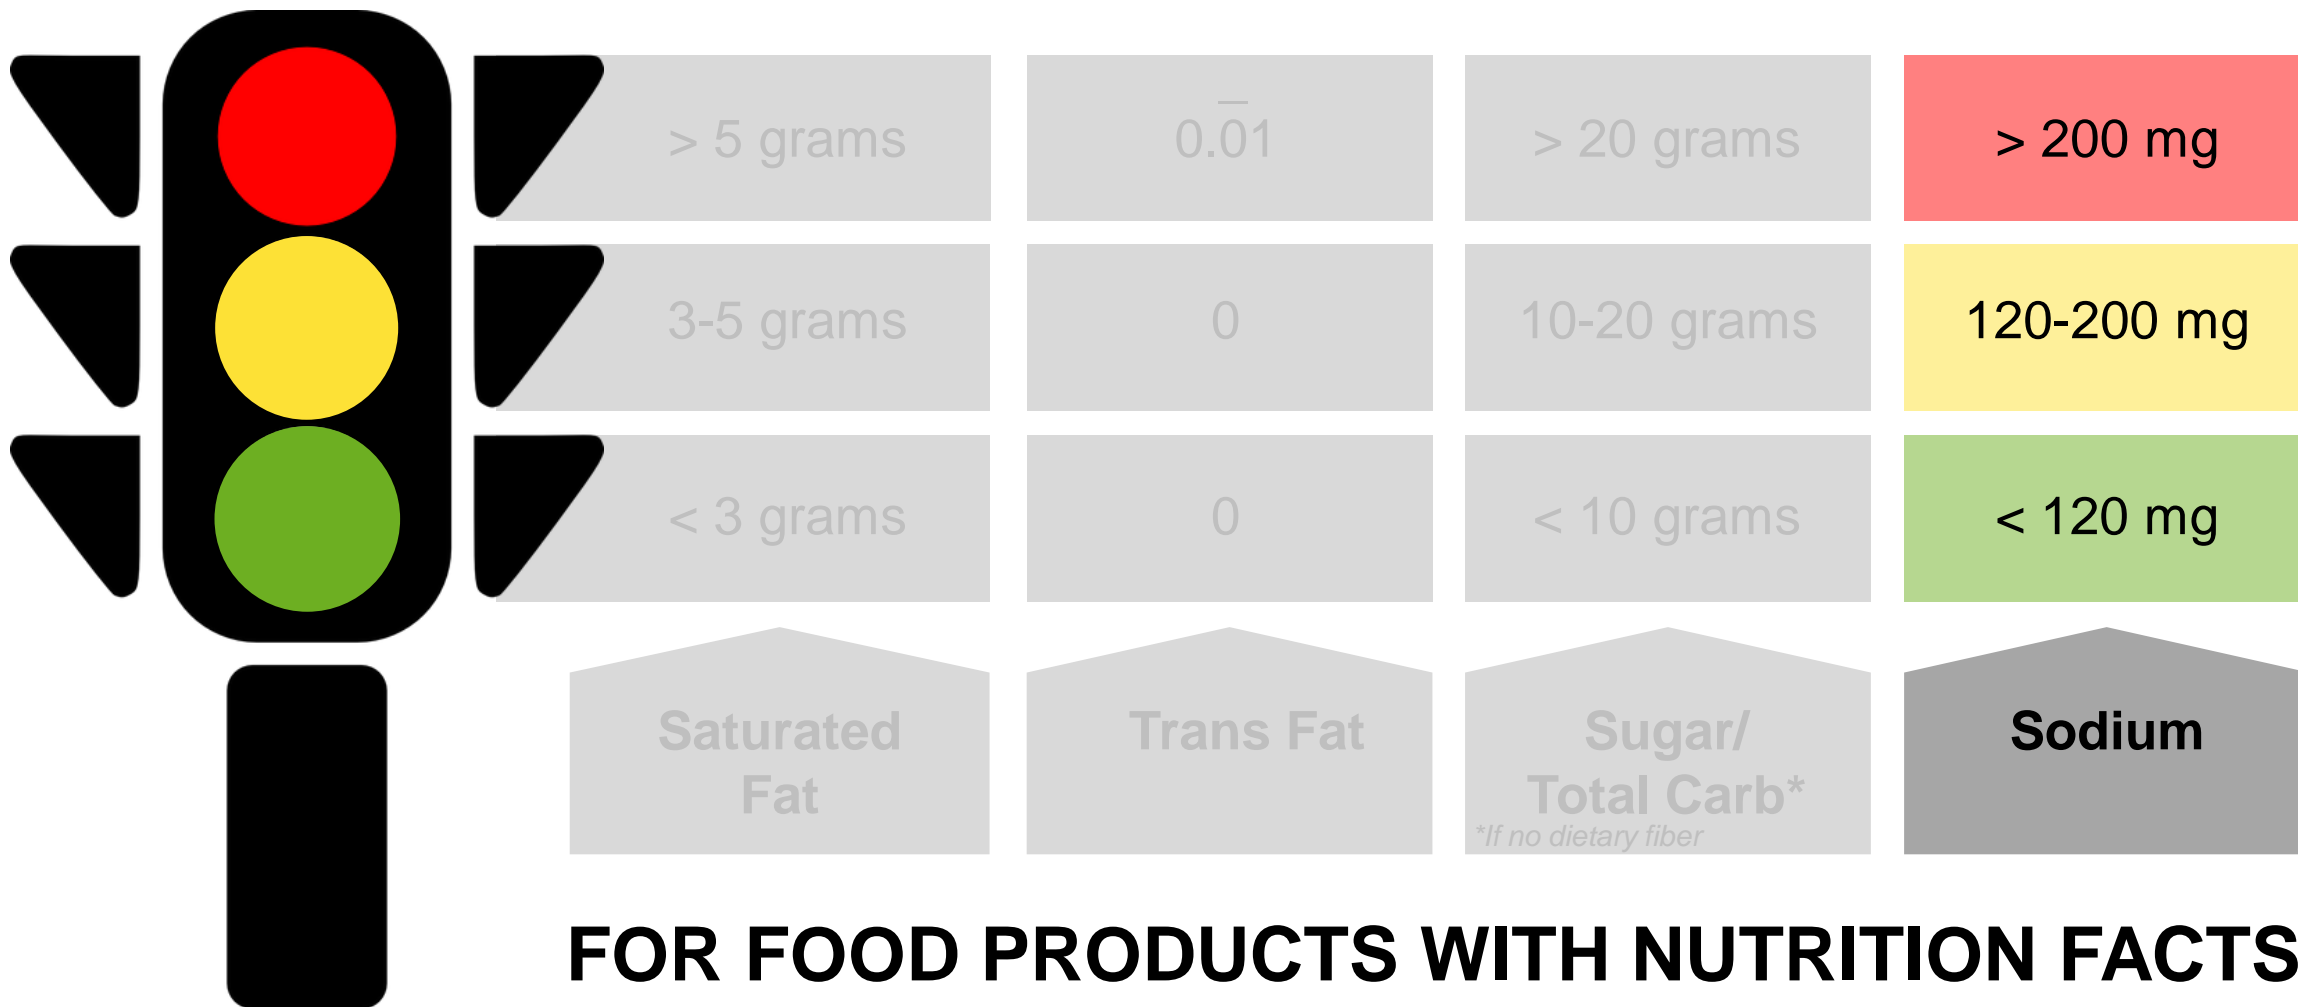 > 5 grams
0.0̅1
> 20 grams
> 200 mg
3-5 grams
0
10-20 grams
120-200 mg
< 3 grams
0
< 10 grams
< 120 mg
Saturated
Fat
Trans Fat
Sugar/
Total Carb*
*If no dietary fiber
Sodium
FOR FOOD PRODUCTS WITH NUTRITION FACTS